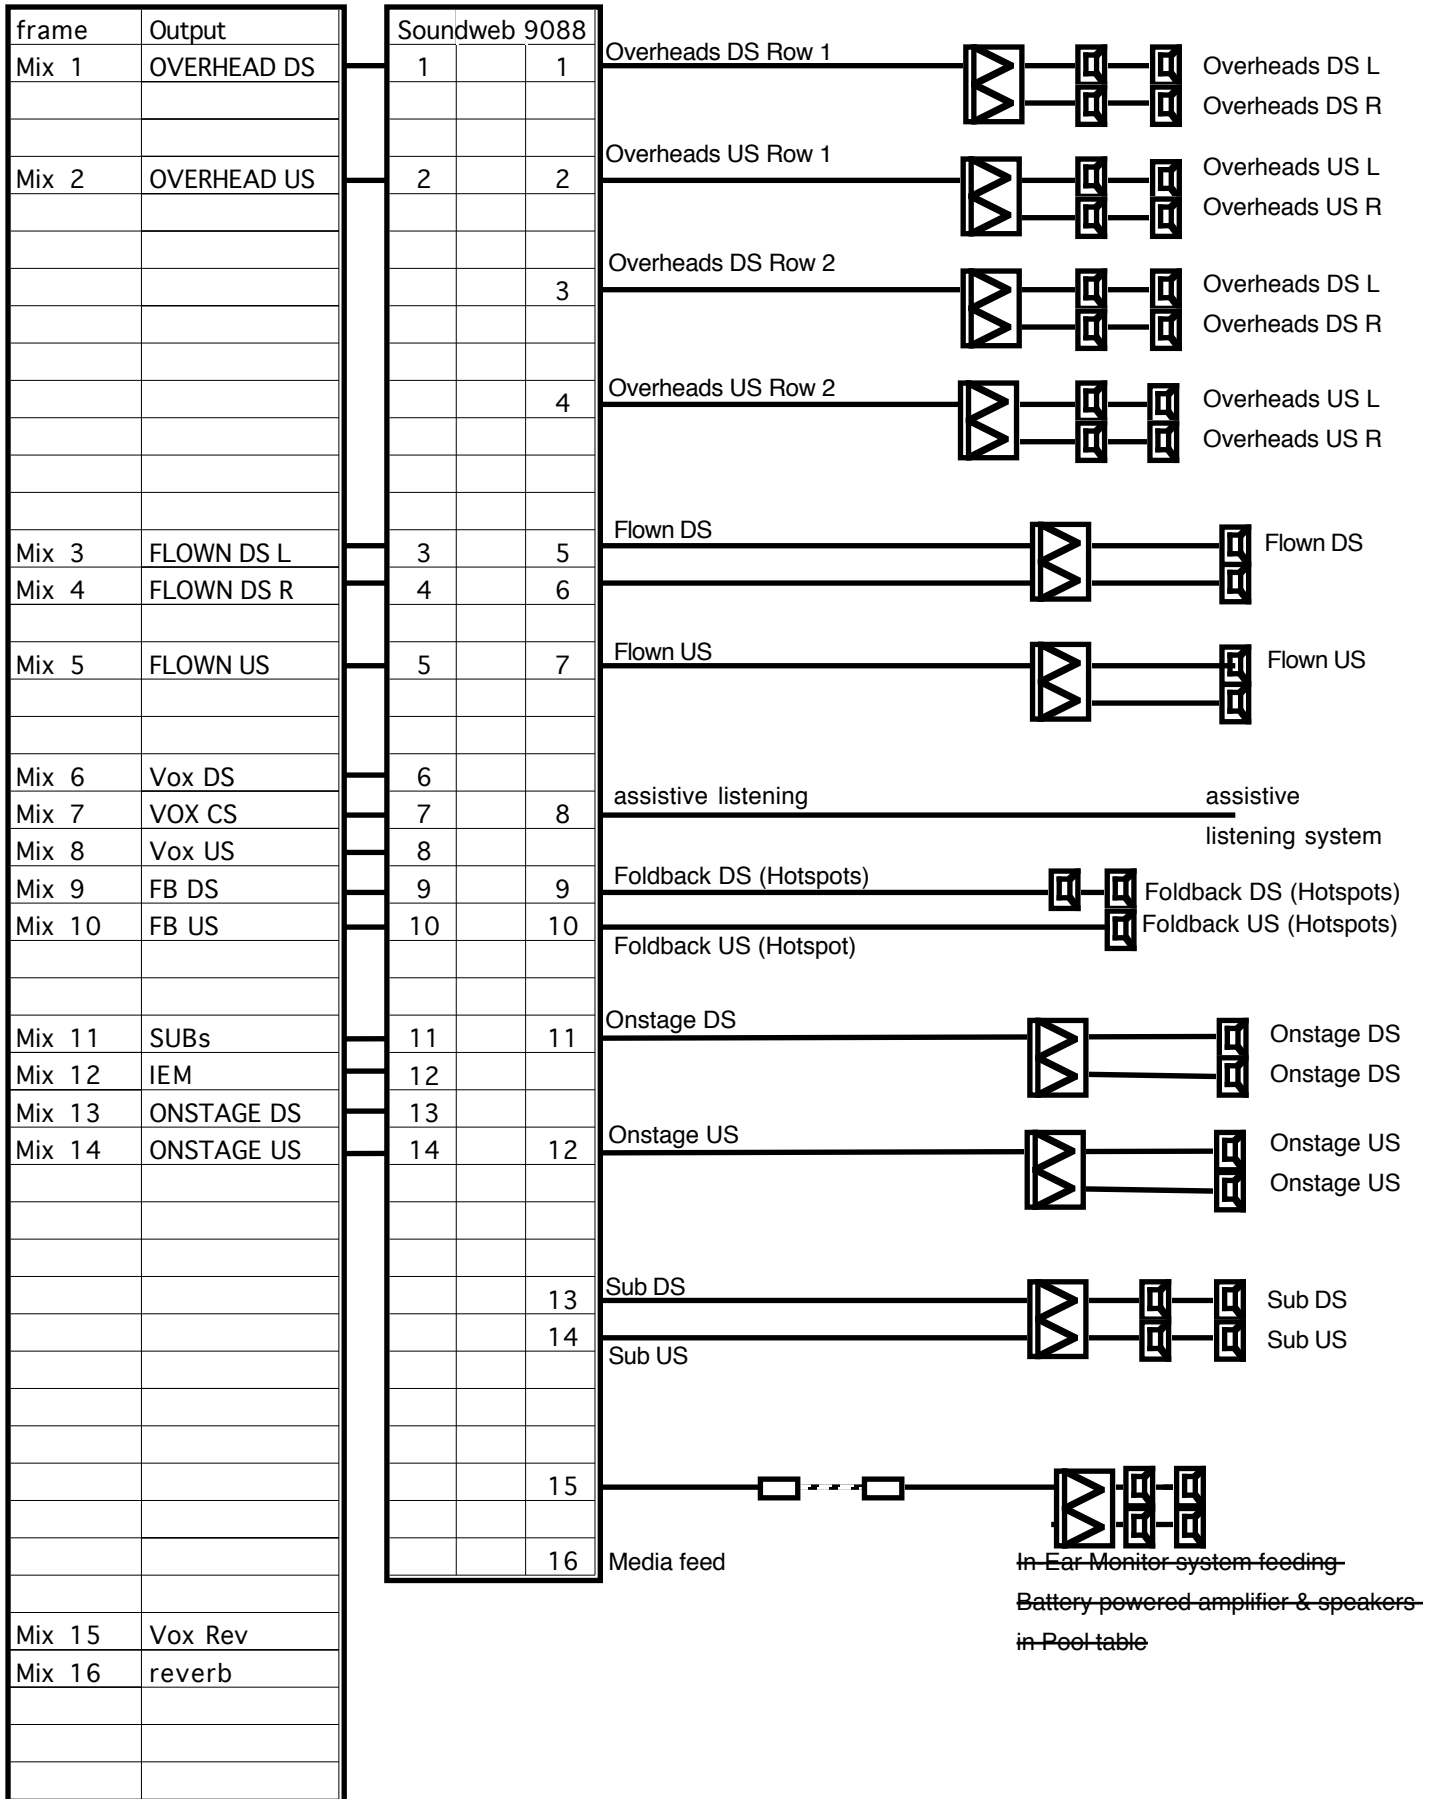 frame Output Soundweb 9088
Mix 1 OVERHEAD DS 1 1 Overheads DS Row 1 Overheads DS L
Overheads DS R
Mix 2 OVERHEAD US 2 2 Overheads US Row 1 Overheads US L
Overheads US R
3 Overheads DS Row 2 Overheads DS L
Overheads DS R
4 Overheads US Row 2 Overheads US L
Overheads US R
Mix 3 FLOWN DS L 3 5 Flown DS Flown DS
Mix 4 FLOWN DS R 4 6
Mix 5 FLOWN US 5 7 Flown US Flown US
Mix 6 Vox DS 6
Mix 7 VOX CS 7 8 assistive listening assistive
listening system
Mix 8 Vox US 8
Mix 9 FB DS 9 9 Foldback DS (Hotspots) Foldback DS (Hotspots)
Mix 10 FB US 10 10 Foldback US (Hotspot) Foldback US (Hotspots)
Mix 11 SUBs 11 11 Onstage DS Onstage DS
Mix 12 IEM 12 Onstage DS
Mix 13 ONSTAGE DS 13
Mix 14 ONSTAGE US 14 12 Onstage US Onstage US
Onstage US
13 Sub DS Sub DS
14 Sub US Sub US
15
16 Media feed In-Ear Monitor system feeding
Battery powered amplifier & speakers
in Pool table
Mix 15 Vox Rev
Mix 16 reverb